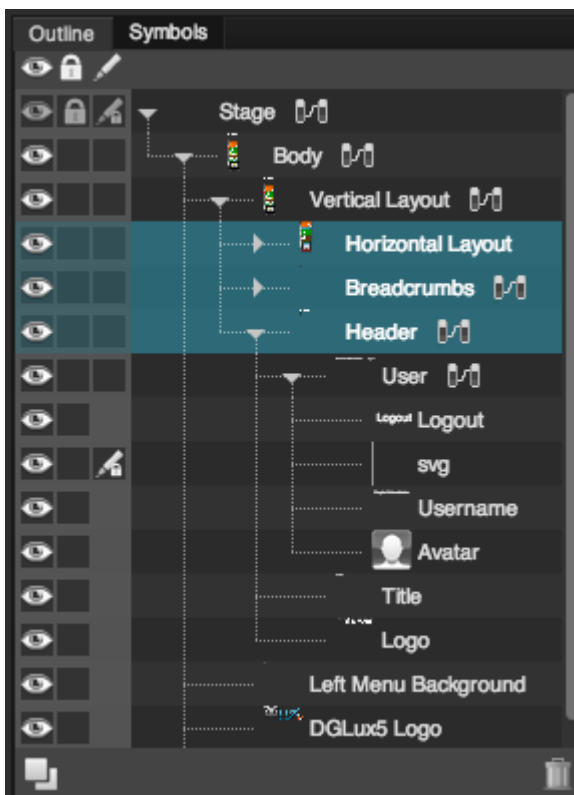 Outline Symbols
Stage
Body
Vertical Layout
Horizontal Layout
Breadcrumbs
Header
User
Logout Logout
svg
Username
Avatar
Title
Logo
Left Menu Background
DGLux5 Logo